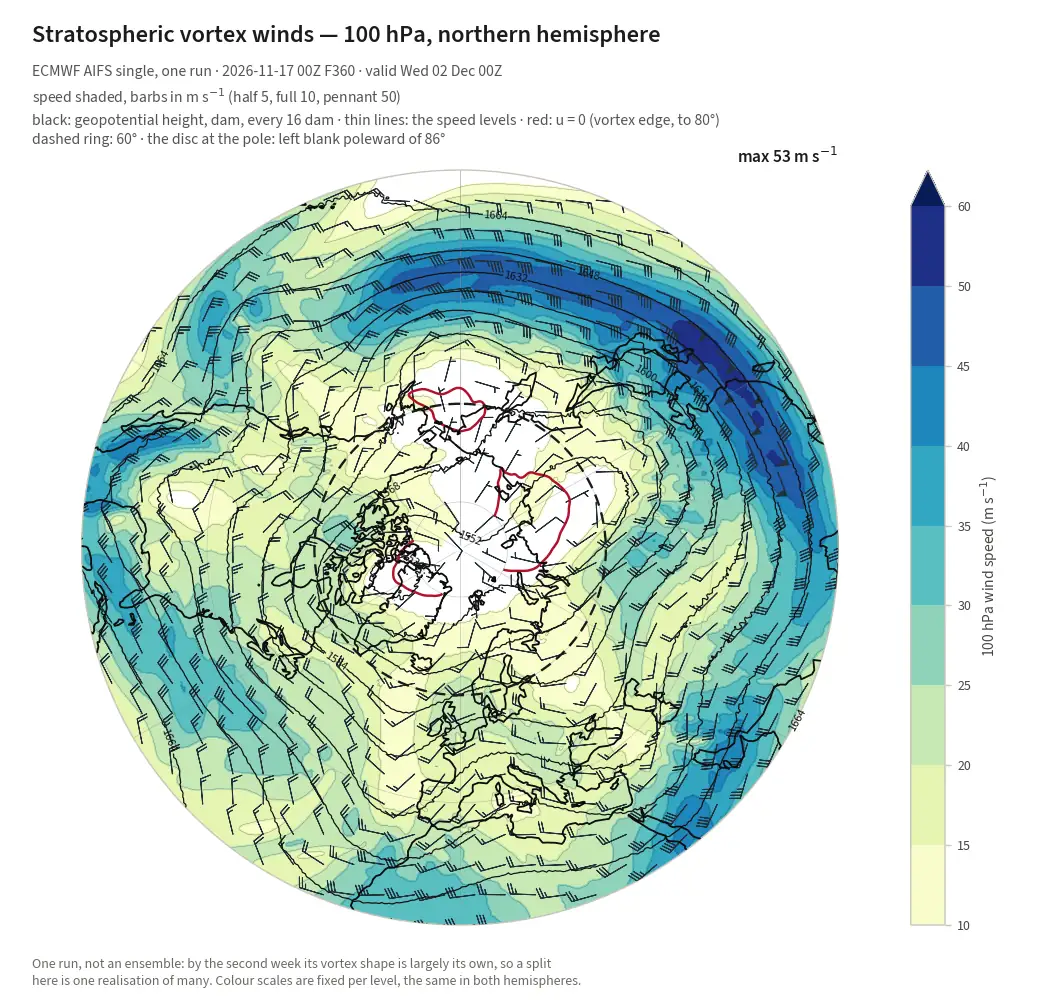 Stratospheric vortex winds — 100 hPa, northern hemisphere
ECMWF AIFS single, one run · 2026-11-17 00Z F360 · valid Wed 02 Dec 00Z
speed shaded, barbs in m s⁻¹ (half 5, full 10, pennant 50)
black: geopotential height, dam, every 16 dam · thin lines: the speed levels · red: u = 0 (vortex edge, to 80°)
dashed ring: 60° · the disc at the pole: left blank poleward of 86°
max 53 m s⁻¹
1664
1632
1648
1600
1616
1664
1552
1584
1664
60
50
45
40
35
30
25
20
15
10
100 hPa wind speed (m s⁻¹)
One run, not an ensemble: by the second week its vortex shape is largely its own, so a split
here is one realisation of many. Colour scales are fixed per level, the same in both hemispheres.